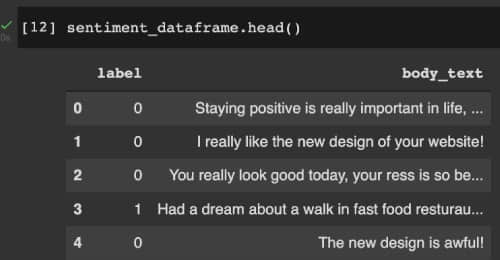 [12] sentiment_dataframe.head()
0s
label body_text
0 0 Staying positive is really important in life, ...
1 0 I really like the new design of your website!
2 0 You really look good today, your ress is so be...
3 1 Had a dream about a walk in fast food resturau...
4 0 The new design is awful!